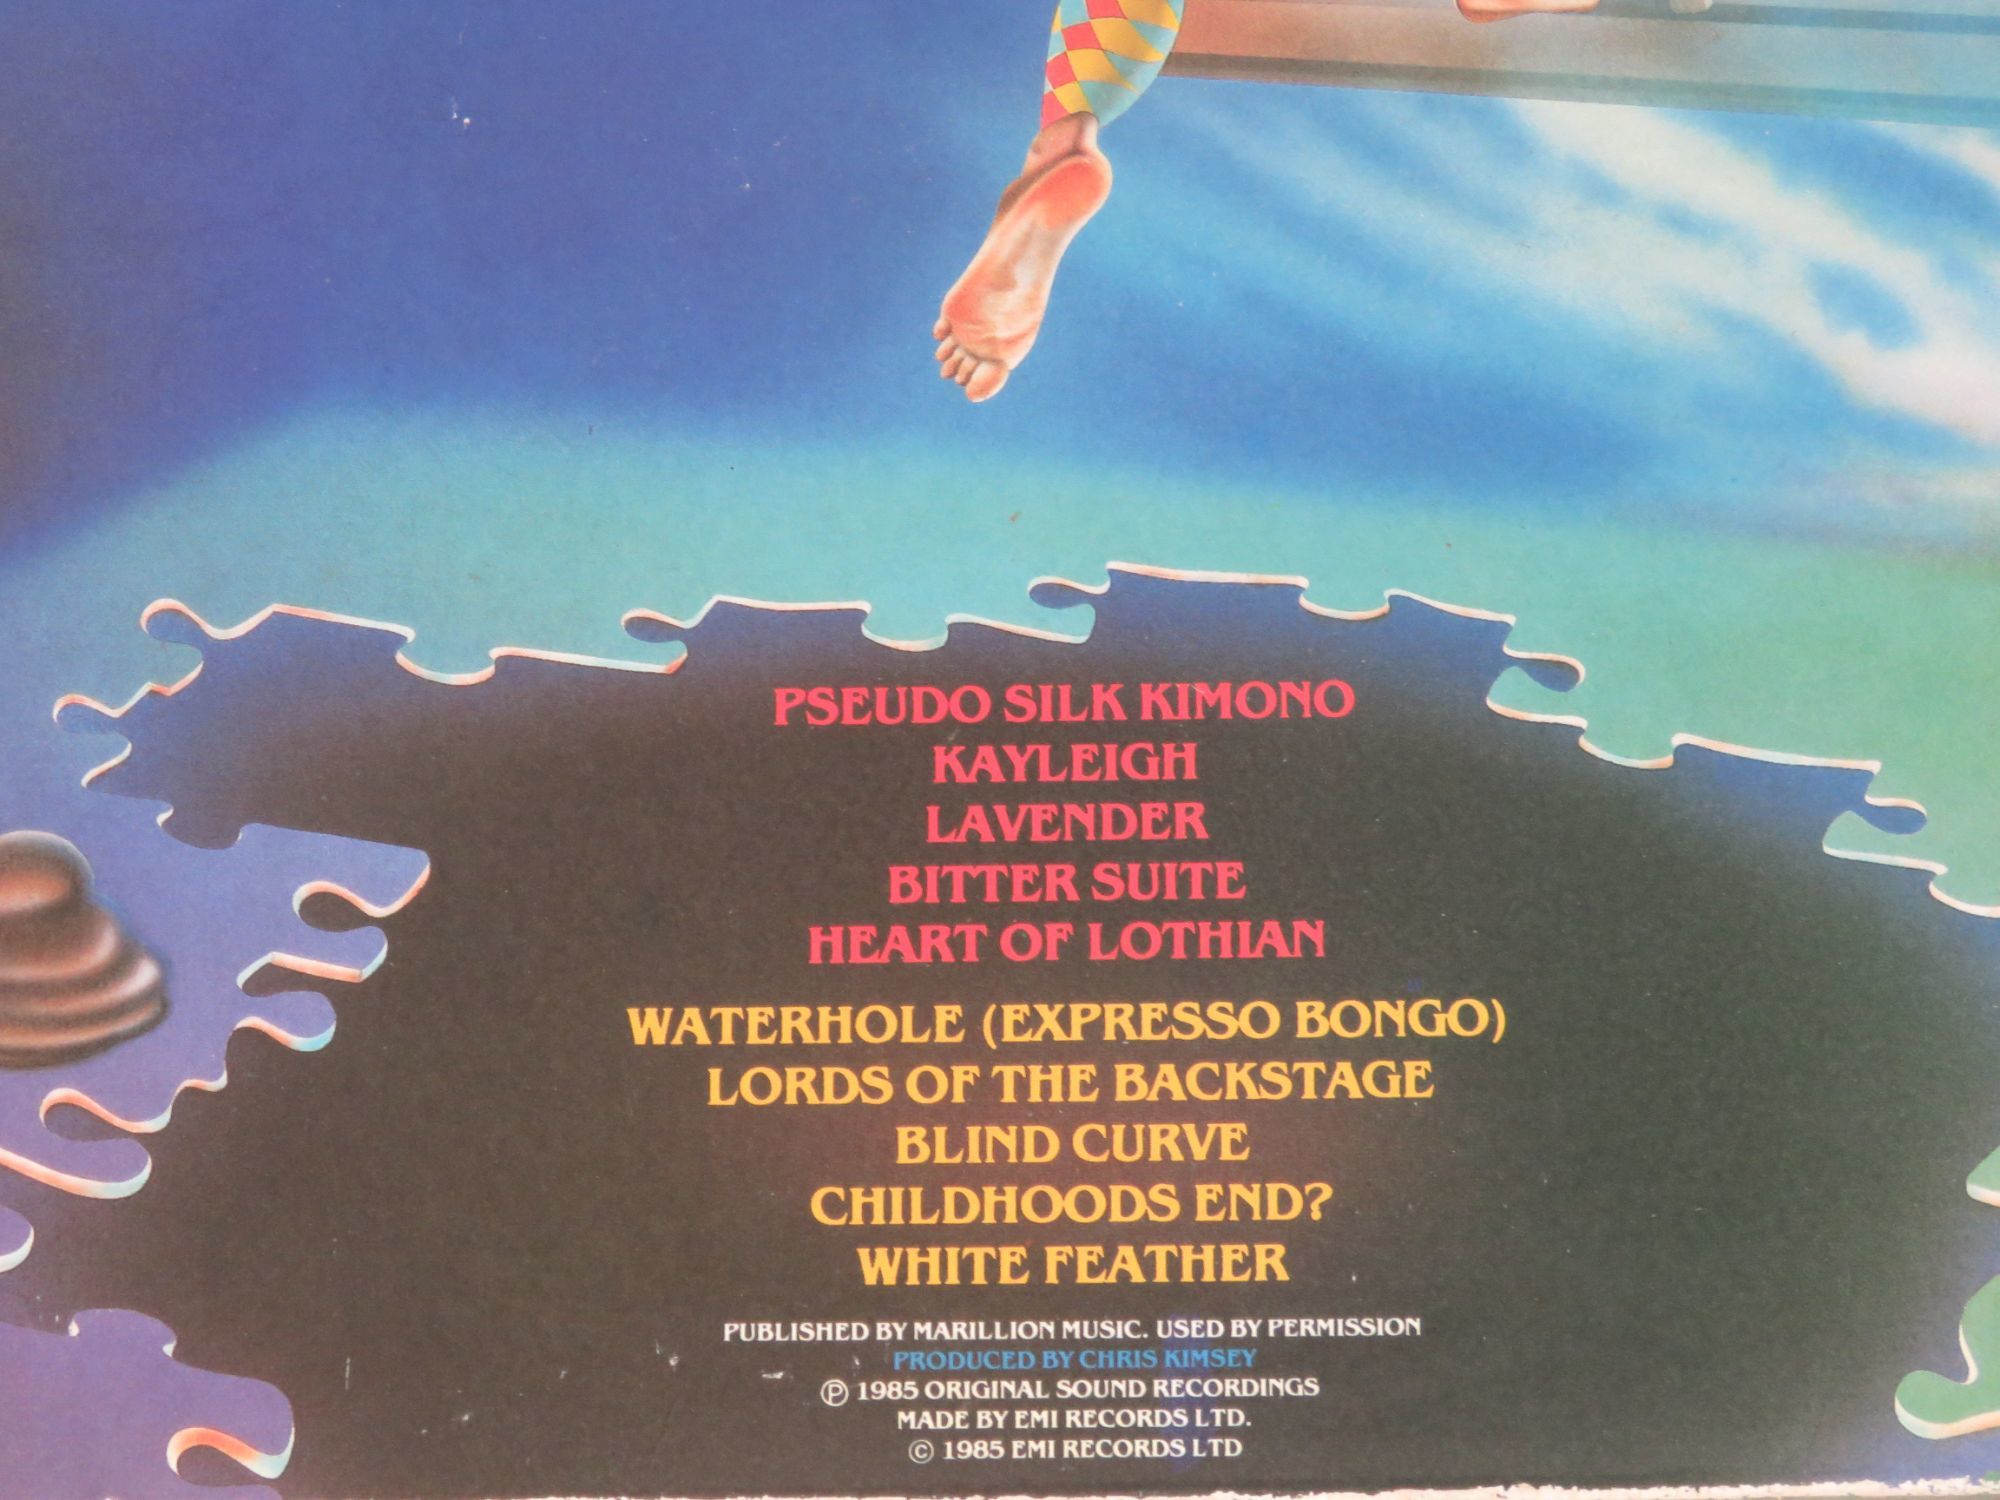 PSEUDO SILK KIMONO
KAYLEIGH
LAVENDER
BITTER SUITE
HEART OF LOTHIAN
WATERHOLE (EXPRESSO BONGO)
LORDS OF THE BACKSTAGE
BLIND CURVE
CHILDHOODS END?
WHITE FEATHER
PUBLISHED BY MARILLION MUSIC. USED BY PERMISSION
PRODUCED BY CHRIS KIMSEY
℗ 1985 ORIGINAL SOUND RECORDINGS
MADE BY EMI RECORDS LTD.
© 1985 EMI RECORDS LTD